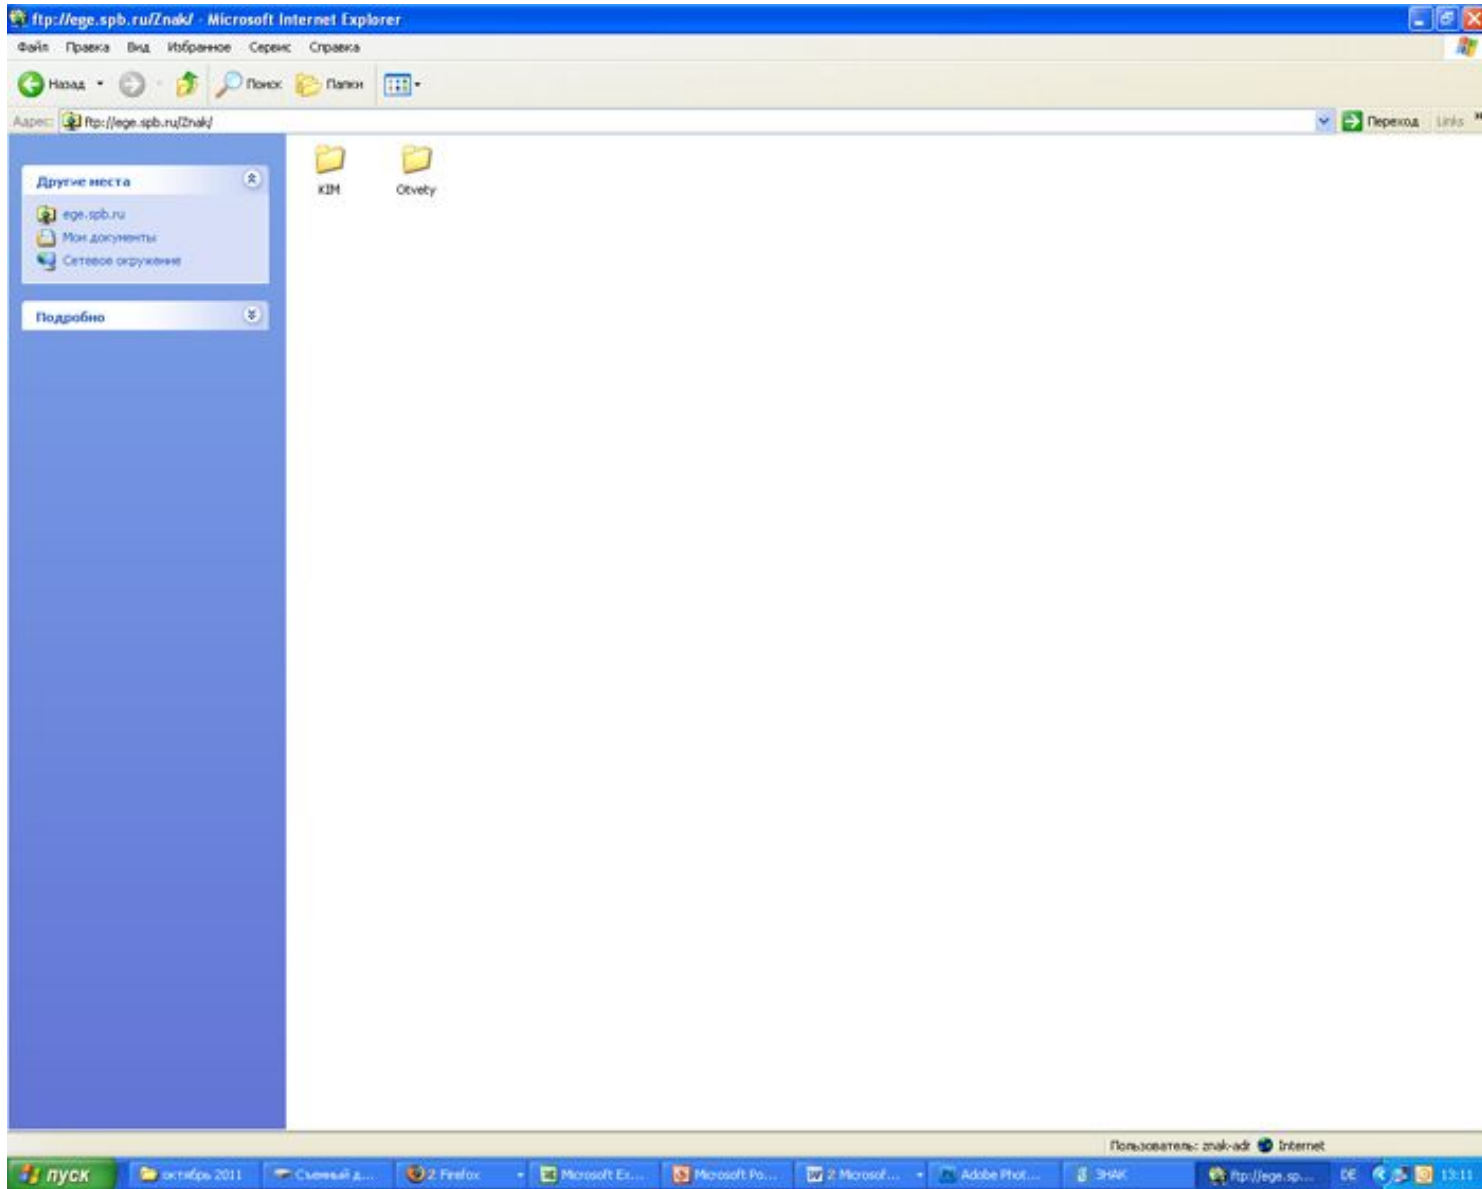 ftp://ege.spb.ru/Znak/ - Microsoft Internet Explorer
Файл Правка Вид Избранное Сервис Справка
Назад Поиск Папки
Адрес: ftp://ege.spb.ru/Znak/ Переход Links »
Другие места
ege.spb.ru
Мои документы
Сетевое окружение
Подробно
KIM Otvety
Пользователь: znak-adr Internet
пуск октябрь 2011 Съемный д... 2 Firefox Microsoft Ex... Microsoft Po... 2 Microsof... Adobe Phot... ЗНАК ftp://ege.sp... DE 13:11